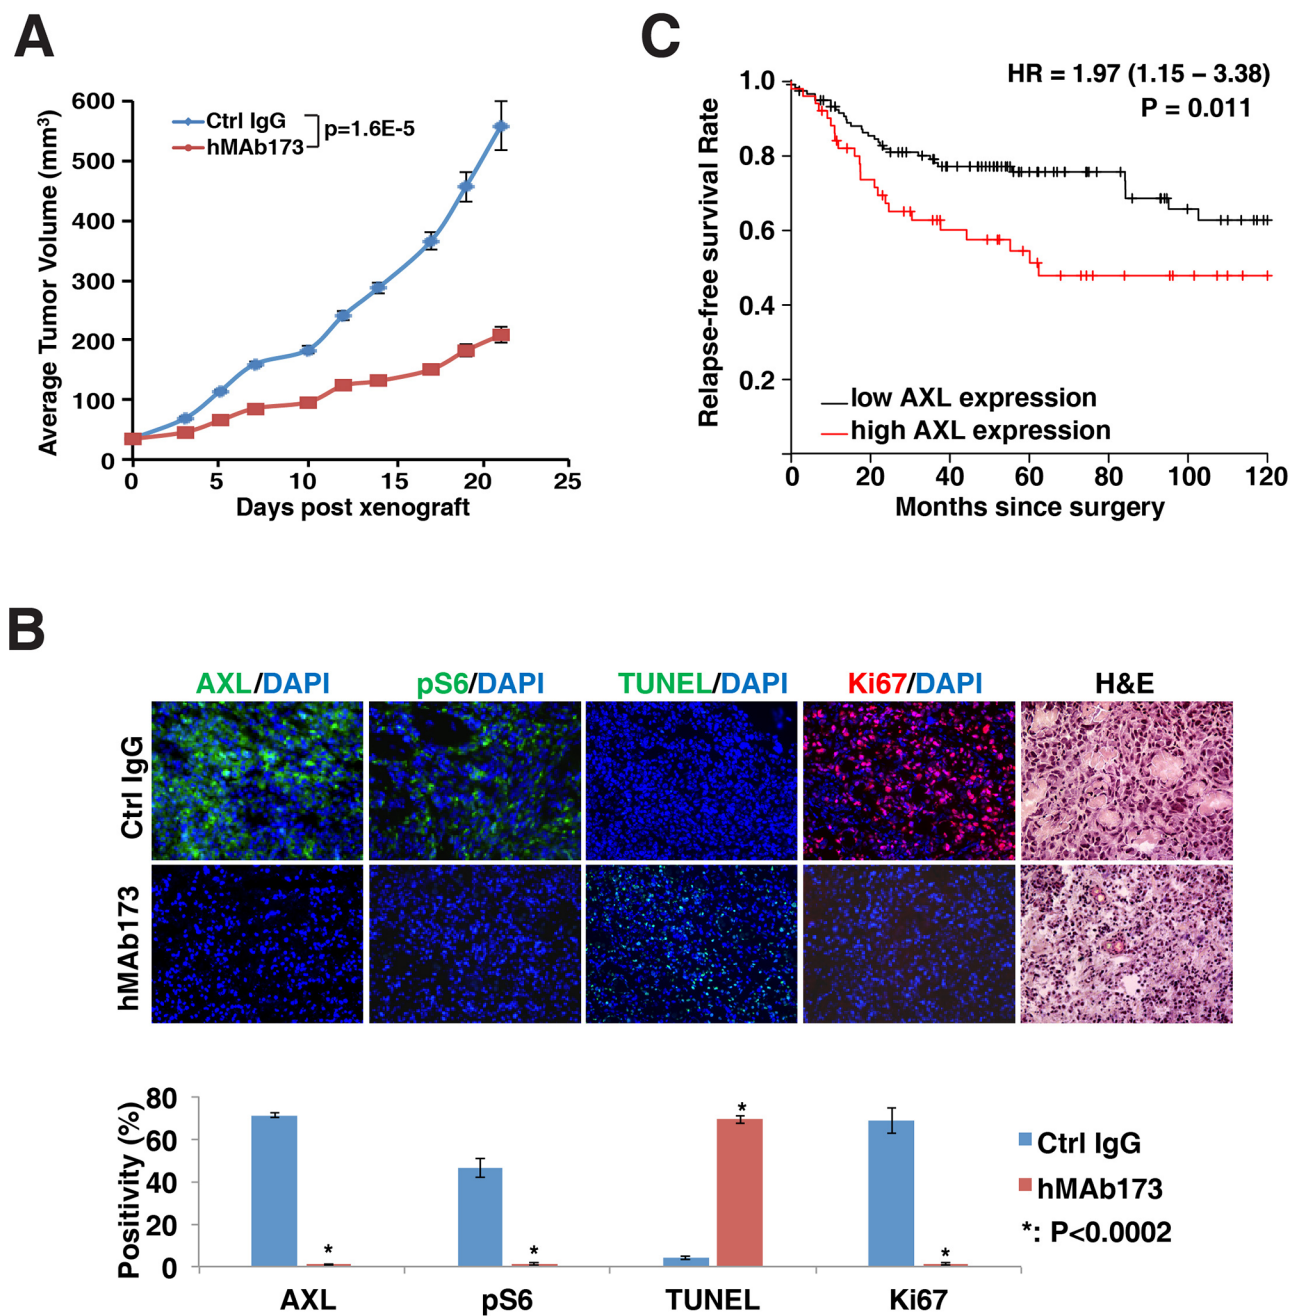 A
Average Tumor Volume (mm³)
600
500
400
300
200
100
0
Ctrl IgG
hMAb173
p=1.6E-5
0 5 10 15 20 25
Days post xenograft
C
HR = 1.97 (1.15 – 3.38)
P = 0.011
Relapse-free survival Rate
1.0
0.8
0.6
0.4
0.2
low AXL expression
high AXL expression
0 20 40 60 80 100 120
Months since surgery
B
AXL/DAPI pS6/DAPI TUNEL/DAPI Ki67/DAPI H&E
Ctrl IgG
hMAb173
Positivity (%)
80
60
40
20
0
* * * *
AXL pS6 TUNEL Ki67
Ctrl IgG
hMAb173
*: P<0.0002